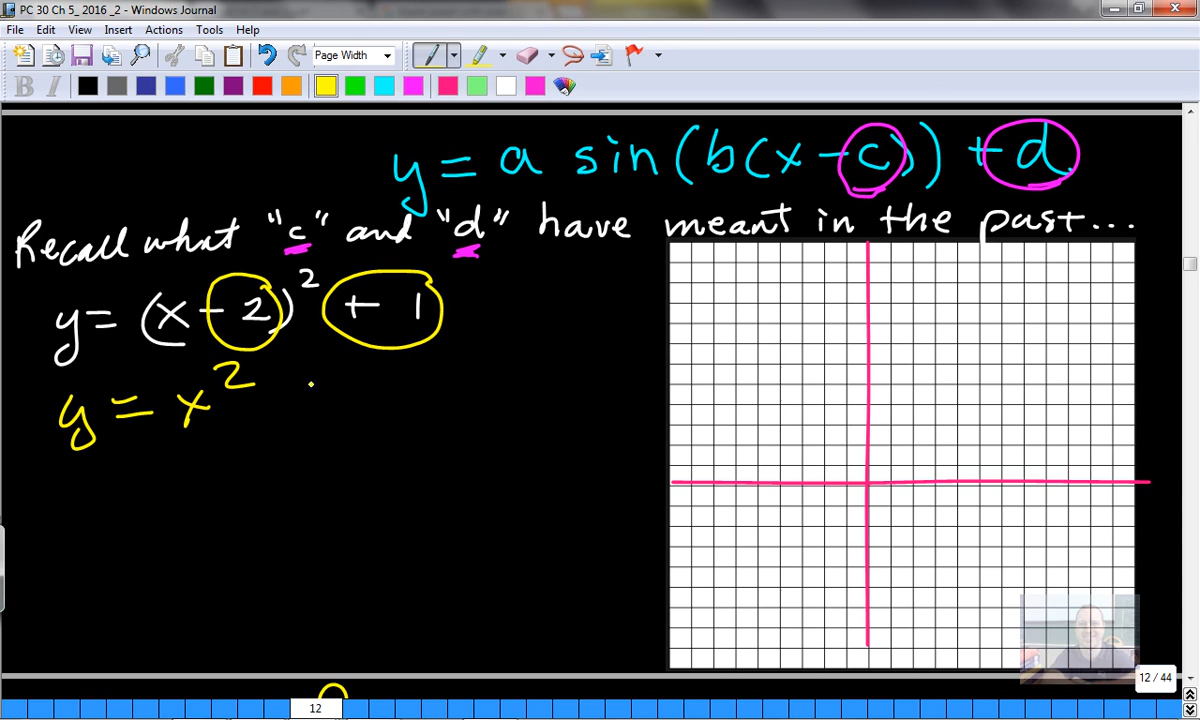 PC 30 Ch 5_ 2016 _2 - Windows Journal
File Edit View Insert Actions Tools Help
Page Width
B I
y = a sin(b(x - c)) + d
Recall what "c" and "d" have meant in the past...
y = (x - 2)² + 1
y = x²
12 / 44
12